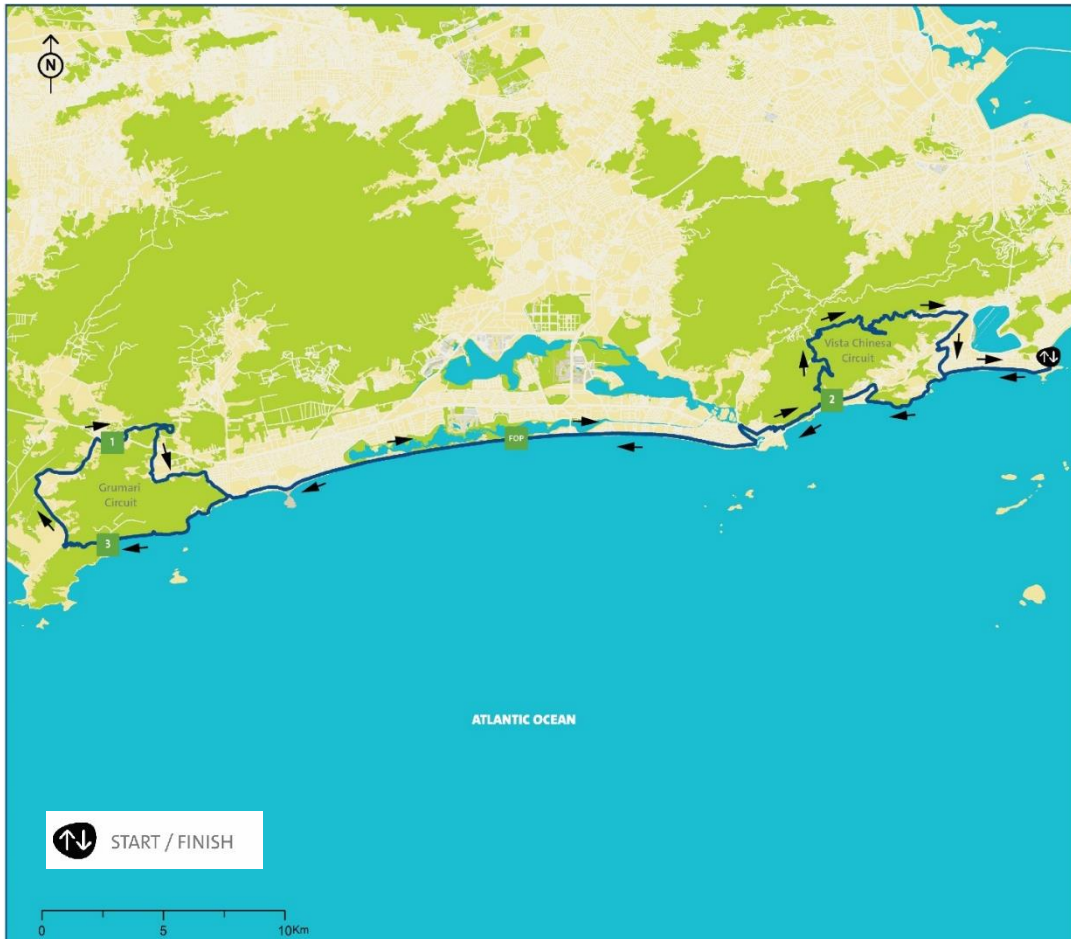 N
Vista Chinesa
Circuit
2
FOP
1
Grumari
Circuit
3
ATLANTIC OCEAN
START / FINISH
0 5 10Km